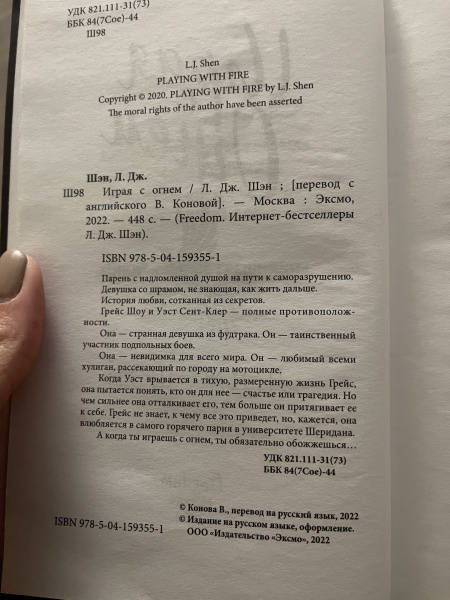 УДК 821.111-31(73)
ББК 84(7Сое)-44
Ш98
L.J. Shen
PLAYING WITH FIRE
Copyright © 2020. PLAYING WITH FIRE by L.J. Shen
The moral rights of the author have been asserted
Шэн, Л. Дж.
Ш98 Играя с огнем / Л. Дж. Шэн ; [перевод с
английского В. Коновой]. — Москва : Эксмо,
2022. — 448 с. — (Freedom. Интернет-бестселлеры
Л. Дж. Шэн).
ISBN 978-5-04-159355-1
Парень с надломленной душой на пути к саморазрушению.
Девушка со шрамом, не знающая, как жить дальше.
История любви, сотканная из секретов.
Грейс Шоу и Уэст Сент-Клер — полные противополож-
ности.
Она — странная девушка из фудтрака. Он — таинственный
участник подпольных боев.
Она — невидимка для всего мира. Он — любимый всеми
хулиган, рассекающий по городу на мотоцикле.
Когда Уэст врывается в тихую, размеренную жизнь Грейс,
она пытается понять, кто он для нее — счастье или трагедия. Но
чем сильнее она отталкивает его, тем больше он притягивает ее
к себе. Грейс не знает, к чему все это приведет, но, кажется, она
влюбляется в самого горячего парня в университете Шеридана.
А когда ты играешь с огнем, ты обязательно обожжешься...
УДК 821.111-31(73)
ББК 84(7Сое)-44
© Конова В., перевод на русский язык, 2022
© Издание на русском языке, оформление.
ООО «Издательство «Эксмо», 2022
ISBN 978-5-04-159355-1